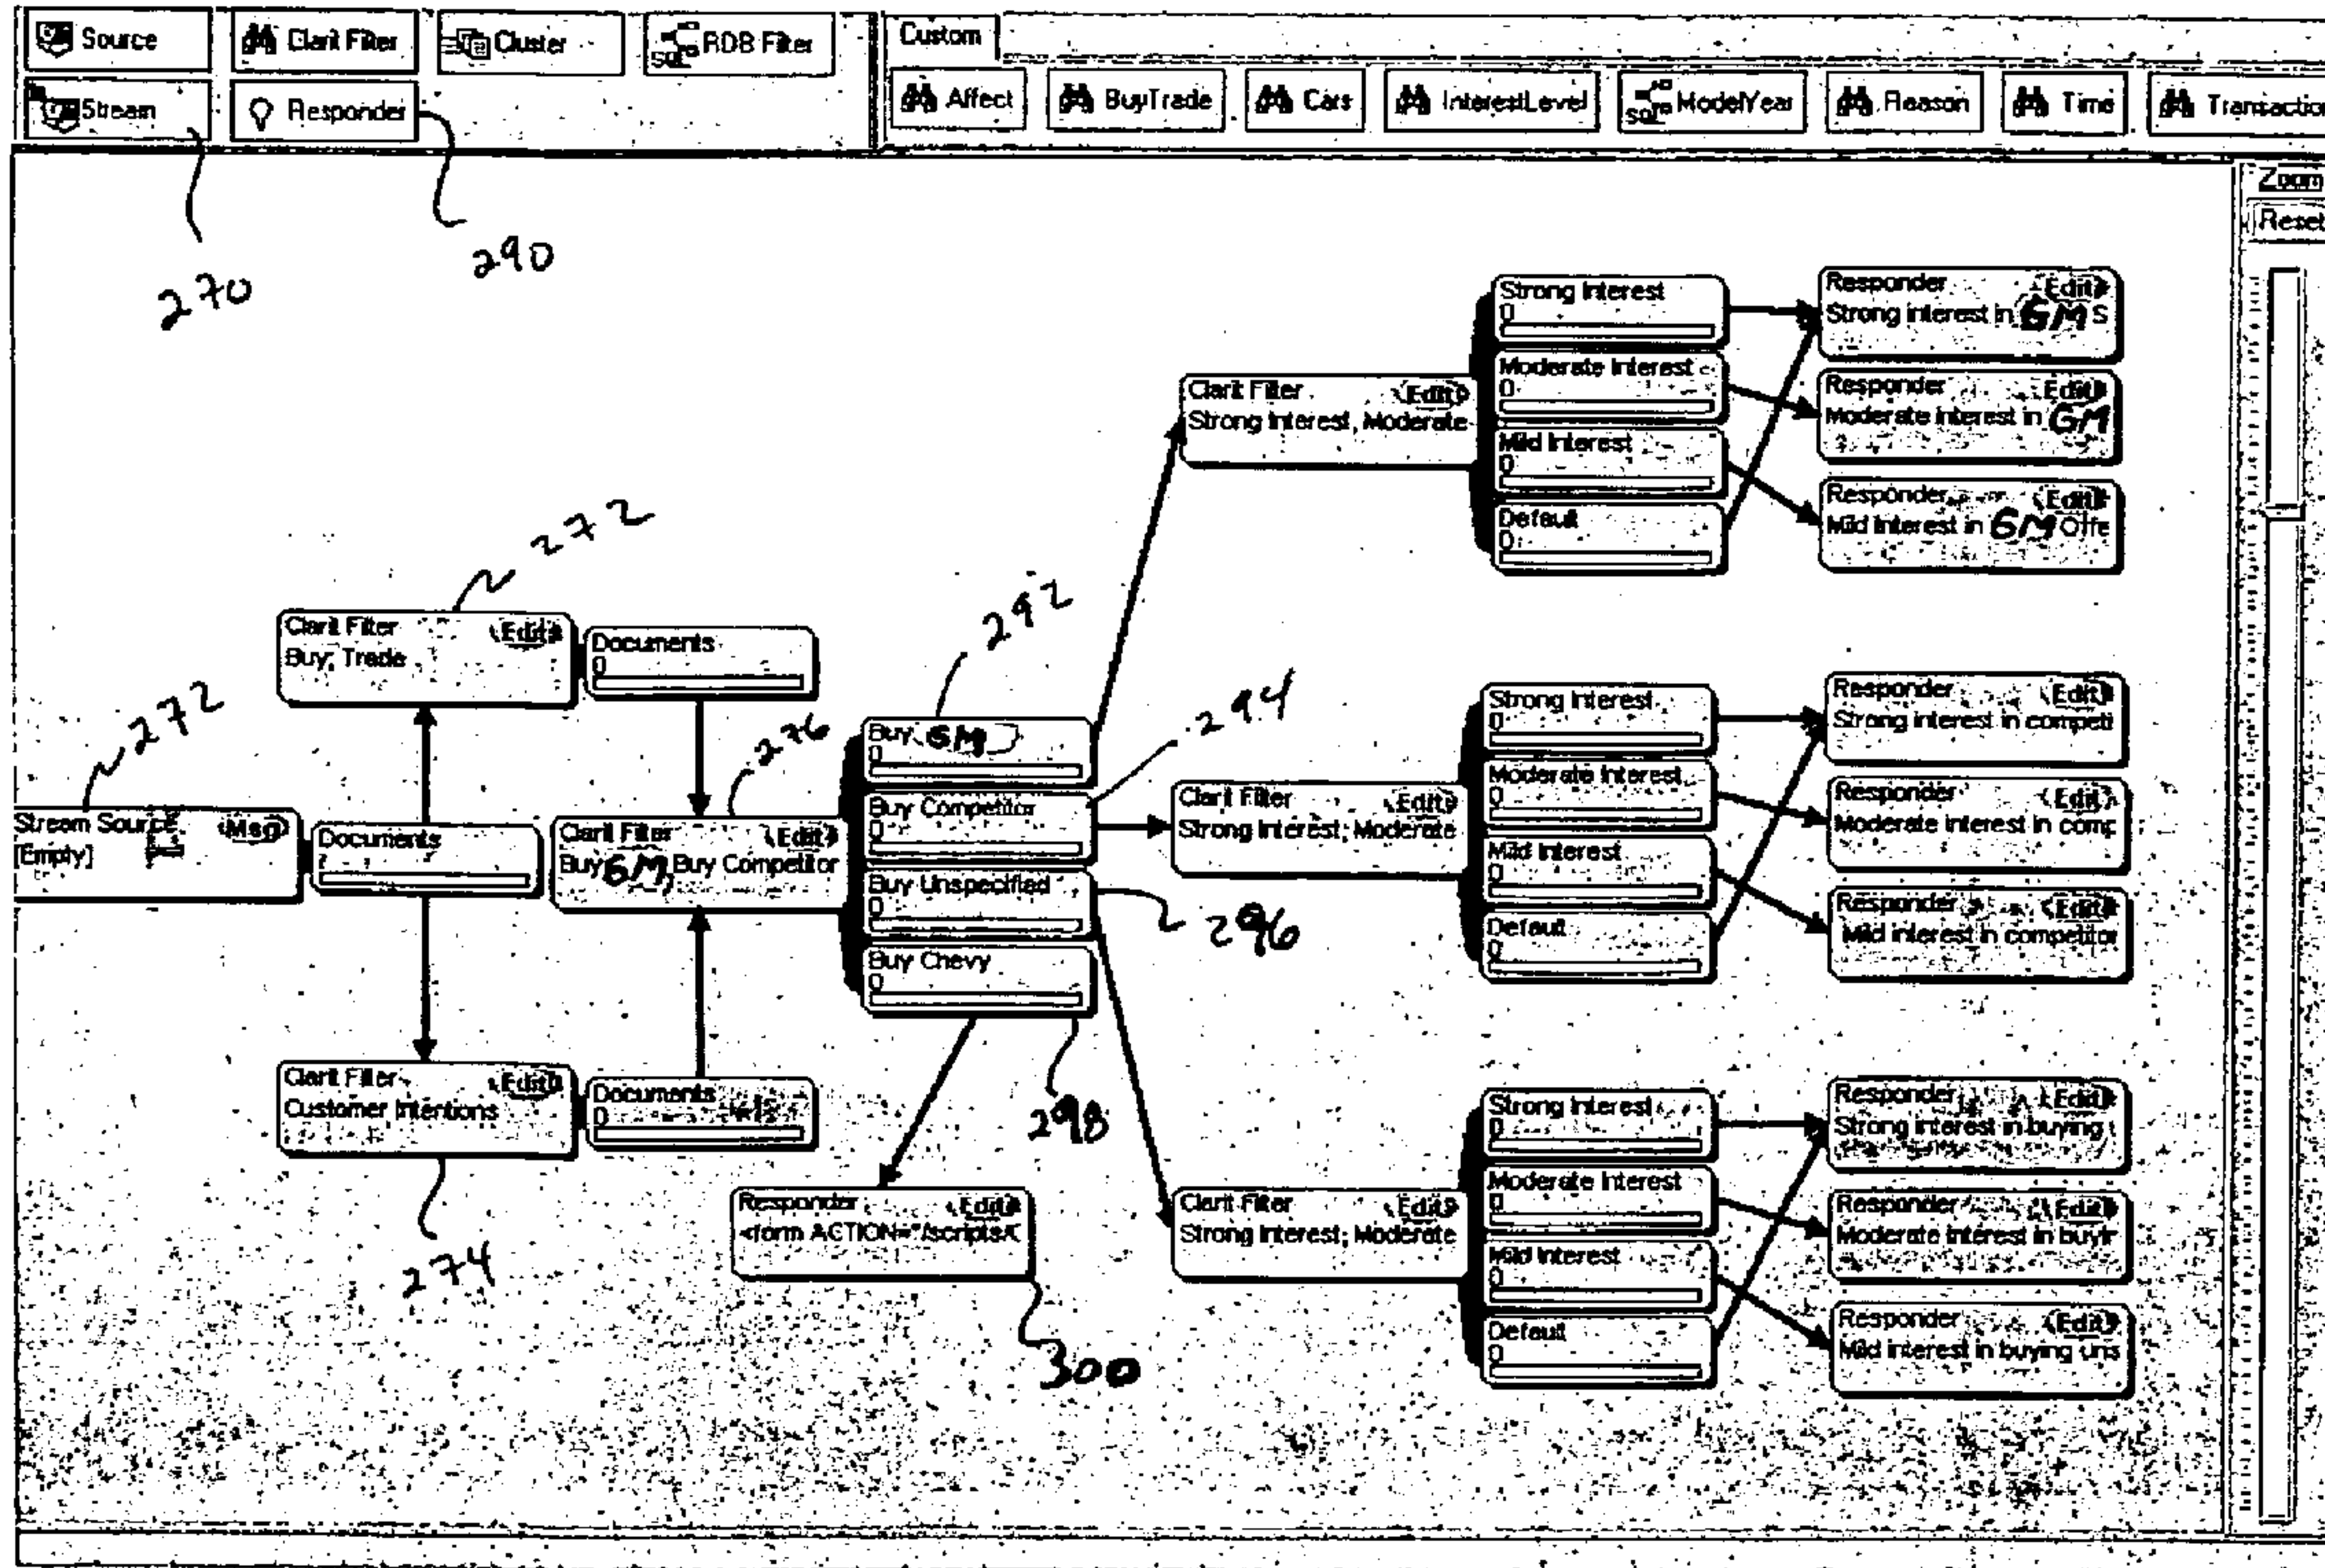 Source
Clarit Filter
Cluster
RDB Filter
Custom
Stream
Responder
Affect
BuyTrade
Cars
InterestLevel
ModelYear
Reason
Time
Transaction
Zoom
Reset
270
290
Clarit Filter Edit
Strong Interest, Moderate
Strong Interest
0
Moderate Interest
0
Mild Interest
0
Default
0
Responder Edit
Strong interest in GM S
Responder Edit
Moderate interest in GM
Responder Edit
Mild Interest in GM Offe
272
Clarit Filter Edit
Buy, Trade
Documents
0
272
Stream Source Msg
[Empty]
Documents
276
Clarit Filter Edit
Buy GM, Buy Competitor
292
Buy GM
0
294
Buy Competitor
0
Buy Unspecified
0
296
Buy Chevy
0
298
Clarit Filter Edit
Strong Interest; Moderate
Strong Interest
0
Moderate Interest
0
Mild Interest
0
Default
0
Responder Edit
Strong interest in competi
Responder Edit
Moderate interest in comp
Responder Edit
Mild interest in competitor
Clarit Filter Edit
Customer Intentions
Documents
0
274
Responder Edit
<form ACTION="/scripts/C
300
Clarit Filter Edit
Strong Interest; Moderate
Strong Interest
0
Moderate Interest
0
Mild Interest
0
Default
0
Responder Edit
Strong interest in buying
Responder Edit
Moderate interest in buyin
Responder Edit
Mild interest in buying uns